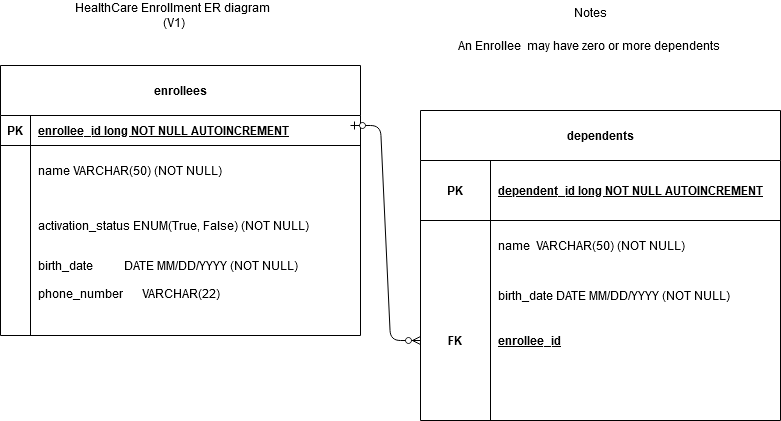 HealthCare Enrollment ER diagram
(V1)
Notes
An Enrollee may have zero or more dependents
enrollees
PK enrollee_id long NOT NULL AUTOINCREMENT
name VARCHAR(50) (NOT NULL)
activation_status ENUM(True, False) (NOT NULL)
birth_date DATE MM/DD/YYYY (NOT NULL)
phone_number VARCHAR(22)
dependents
PK dependent_id long NOT NULL AUTOINCREMENT
name VARCHAR(50) (NOT NULL)
birth_date DATE MM/DD/YYYY (NOT NULL)
FK enrollee_id